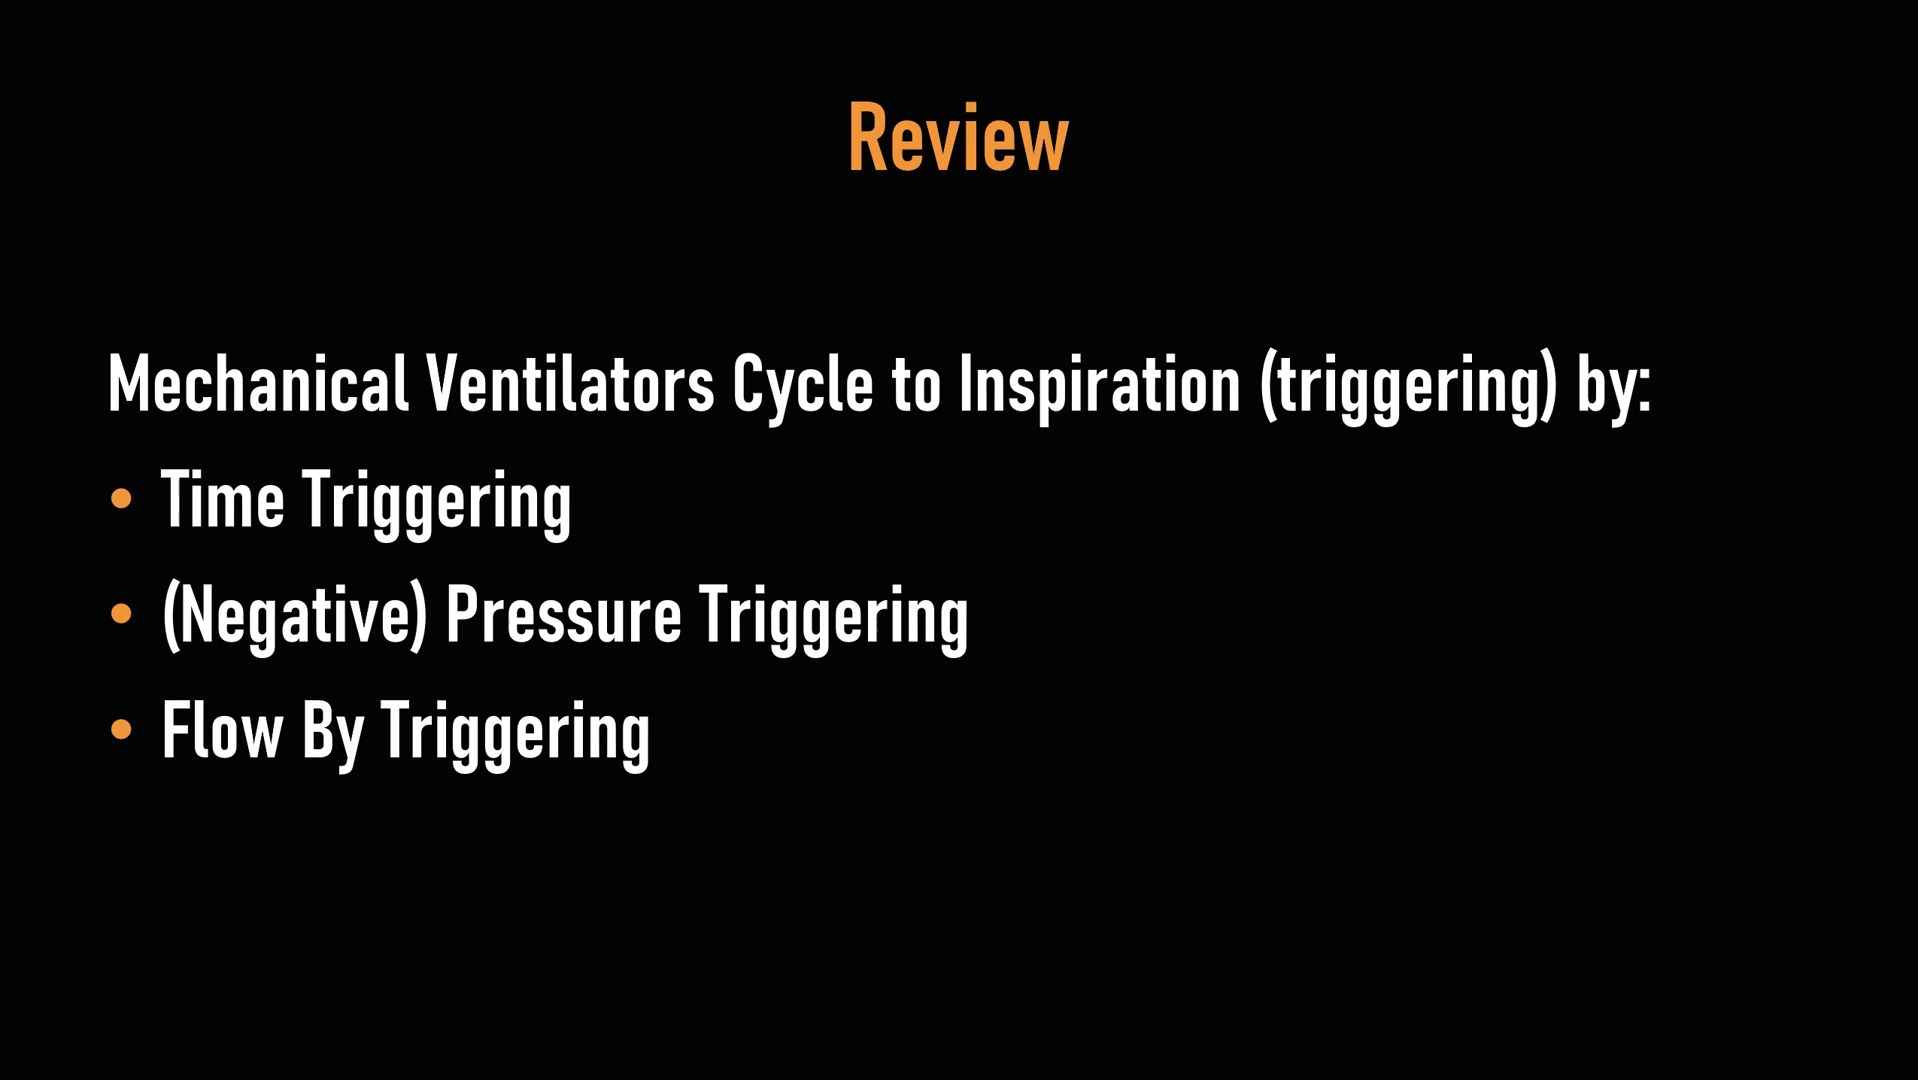 Review
Mechanical Ventilators Cycle to Inspiration (triggering) by:
• Time Triggering
• (Negative) Pressure Triggering
• Flow By Triggering